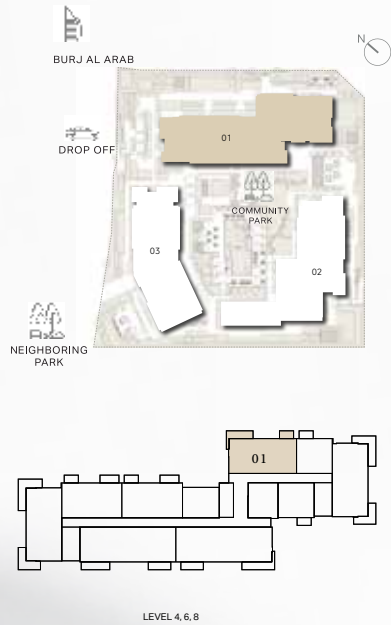 N
BURJ AL ARAB
DROP OFF
01
COMMUNITY
PARK
03
02
NEIGHBORING
PARK
01
LEVEL 4, 6, 8